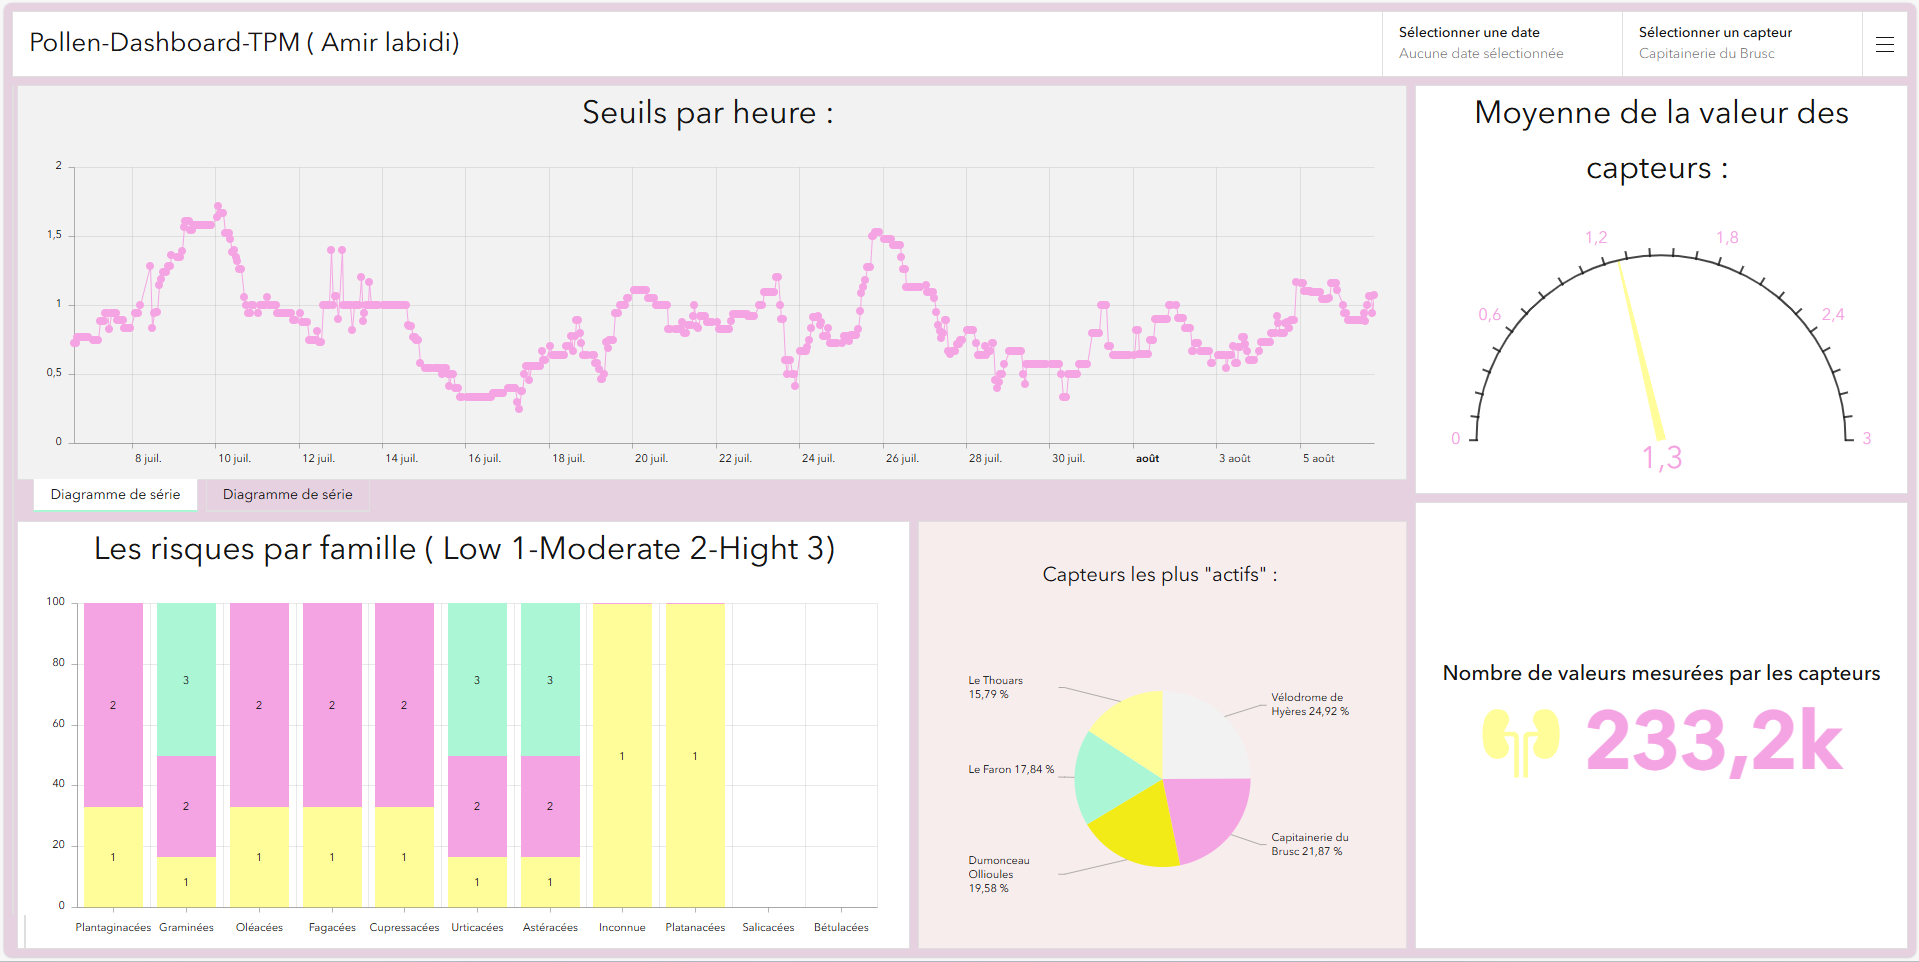 Pollen-Dashboard-TPM ( Amir labidi)
Sélectionner une date
Aucune date sélectionnée
Sélectionner un capteur
Capitainerie du Brusc
Seuils par heure :
2
1,5
1
0,5
0
8 juil.
10 juil.
12 juil.
14 juil.
16 juil.
18 juil.
20 juil.
22 juil.
24 juil.
26 juil.
28 juil.
30 juil.
août
3 août
5 août
Diagramme de série
Diagramme de série
Moyenne de la valeur des
capteurs :
0
0,6
1,2
1,8
2,4
3
1,3
Les risques par famille ( Low 1-Moderate 2-Hight 3)
100
80
60
40
20
0
2
1
3
2
1
2
1
2
1
2
1
3
2
1
3
2
1
1
1
Plantaginacées
Graminées
Oléacées
Fagacées
Cupressacées
Urticacées
Astéracées
Inconnue
Platanacées
Salicacées
Bétulacées
Capteurs les plus "actifs" :
Le Thouars
15,79 %
Vélodrome de
Hyères 24,92 %
Le Faron 17,84 %
Capitainerie du
Brusc 21,87 %
Dumonceau
Ollioules
19,58 %
Nombre de valeurs mesurées par les capteurs
233,2k